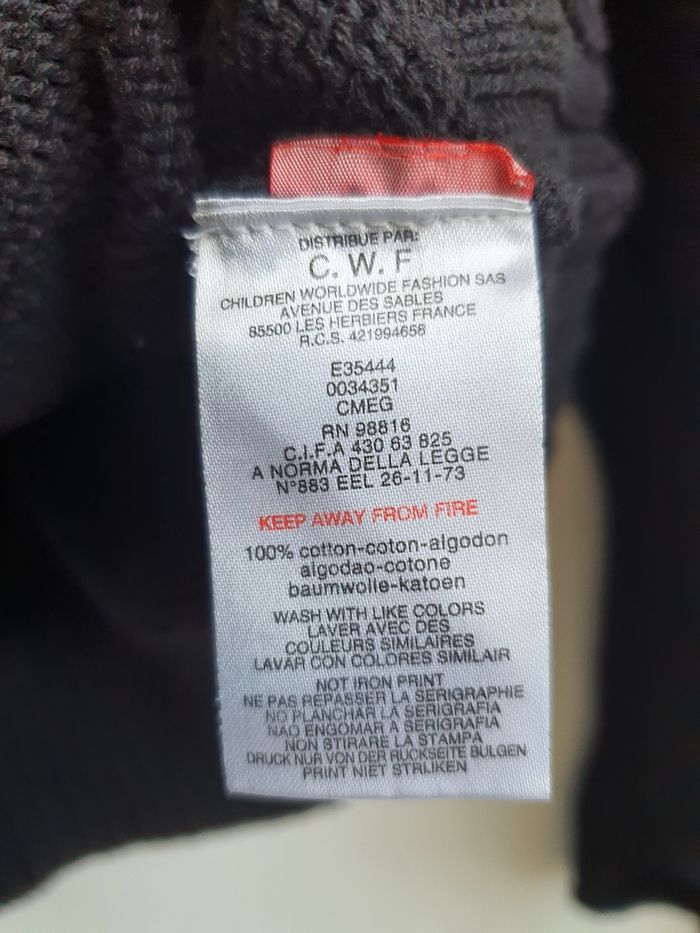 DISTRIBUE PAR:
C. W. F
CHILDREN WORLDWIDE FASHION SAS
AVENUE DES SABLES
85500 LES HERBIERS FRANCE
R.C.S. 421994658
E35444
0034351
CMEG
RN 98816
C.I.F.A 430 63 825
A NORMA DELLA LEGGE
N°883 EEL 26-11-73
KEEP AWAY FROM FIRE
100% cotton-coton-algodon
algodao-cotone
baumwolle-katoen
WASH WITH LIKE COLORS
LAVER AVEC DES
COULEURS SIMILAIRES
LAVAR CON COLORES SIMILAIR
NOT IRON PRINT
NE PAS REPASSER LA SERIGRAPHIE
NO PLANCHAR LA SERIGRAFIA
NAO ENGOMAR A SERIGRAFIA
NON STIRARE LA STAMPA
DRUCK NUR VON DER RUCKSEITE BULGEN
PRINT NIET STRIJKEN